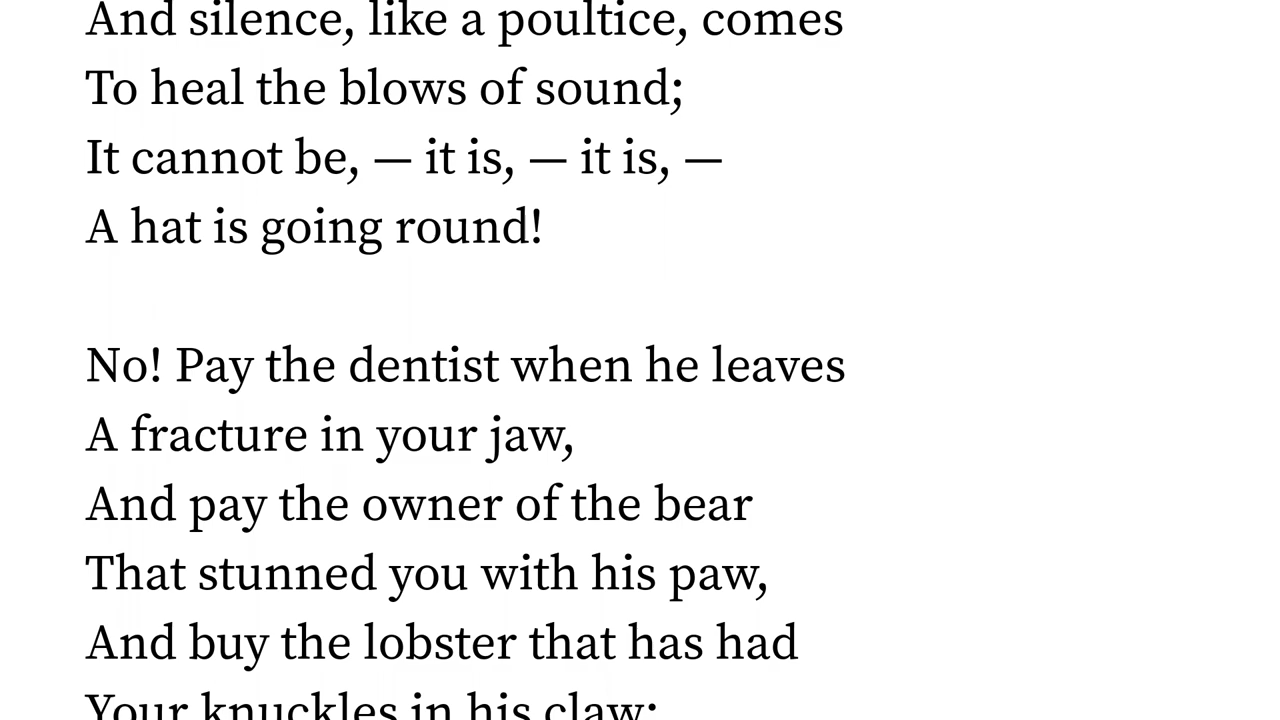 And silence, like a poultice, comes
To heal the blows of sound;
It cannot be, — it is, — it is, —
A hat is going round!
No! Pay the dentist when he leaves
A fracture in your jaw,
And pay the owner of the bear
That stunned you with his paw,
And buy the lobster that has had
Your knuckles in his claw;